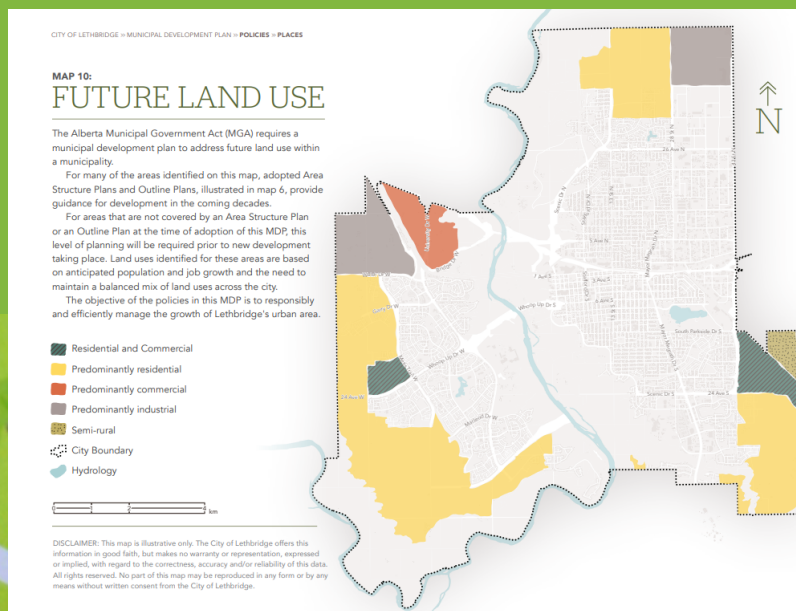 CITY OF LETHBRIDGE » MUNICIPAL DEVELOPMENT PLAN » POLICIES » PLACES
MAP 10:
FUTURE LAND USE
The Alberta Municipal Government Act (MGA) requires a
municipal development plan to address future land use within
a municipality.
For many of the areas identified on this map, adopted Area
Structure Plans and Outline Plans, illustrated in map 6, provide
guidance for development in the coming decades.
For areas that are not covered by an Area Structure Plan
or an Outline Plan at the time of adoption of this MDP, this
level of planning will be required prior to new development
taking place. Land uses identified for these areas are based
on anticipated population and job growth and the need to
maintain a balanced mix of land uses across the city.
The objective of the policies in this MDP is to responsibly
and efficiently manage the growth of Lethbridge's urban area.
Residential and Commercial
Predominantly residential
Predominantly commercial
Predominantly industrial
Semi-rural
City Boundary
Hydrology
0 1 2 4
km
DISCLAIMER: This map is illustrative only. The City of Lethbridge offers this
information in good faith, but makes no warranty or representation, expressed
or implied, with regard to the correctness, accuracy and/or reliability of this data.
All rights reserved. No part of this map may be reproduced in any form or by any
means without written consent from the City of Lethbridge.
N
26 Ave N
Scenic Dr N
5 Ave N
University Dr W
Bridge Dr W
Whoop Up Dr S
South Parkside Dr S
Whoop Up Dr W
Scenic Dr S
24 Ave S